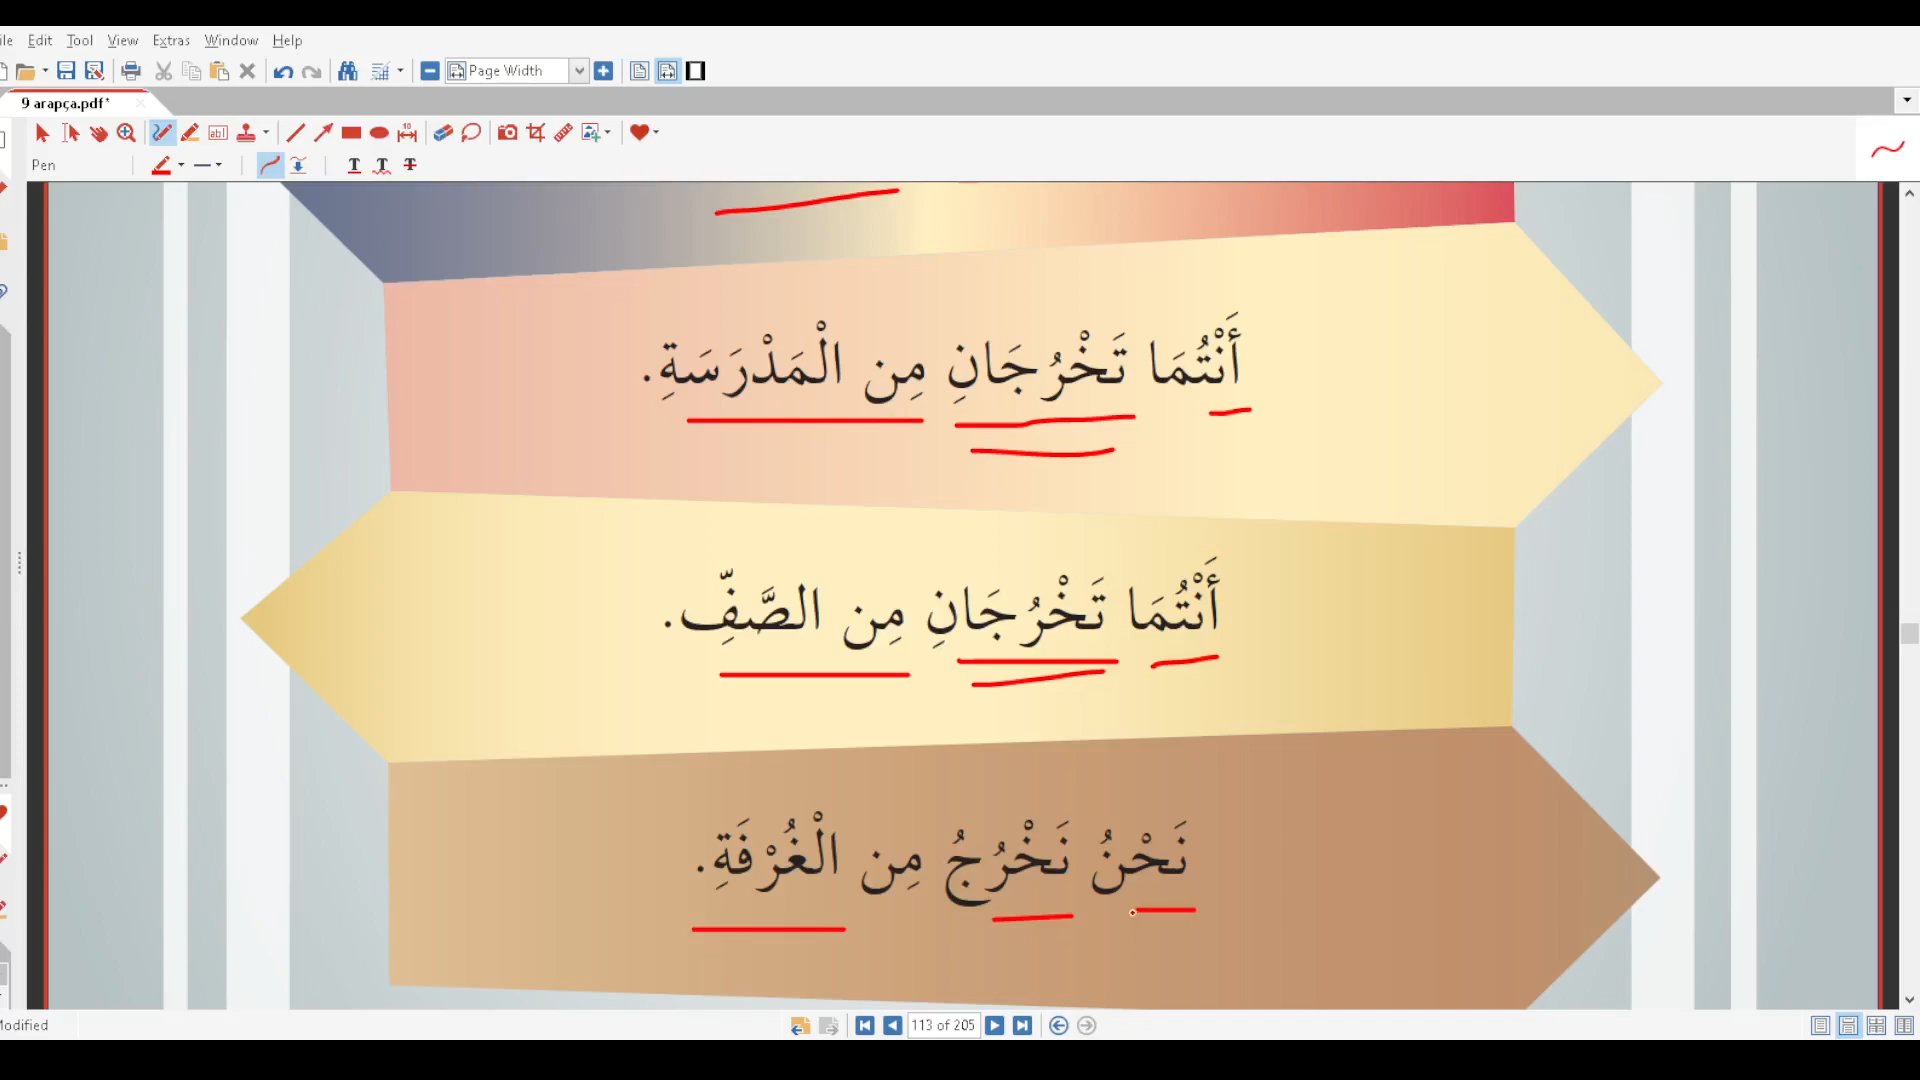 ile Edit Tool View Extras Window Help
Page Width
9 arapça.pdf*
Pen
أَنْتُمَا تَخْرُجَانِ مِن الْمَدْرَسَةِ.
أَنْتُمَا تَخْرُجَانِ مِن الصَّفِّ.
نَحْنُ نَخْرُجُ مِن الْغُرْفَةِ.
Modified
113 of 205